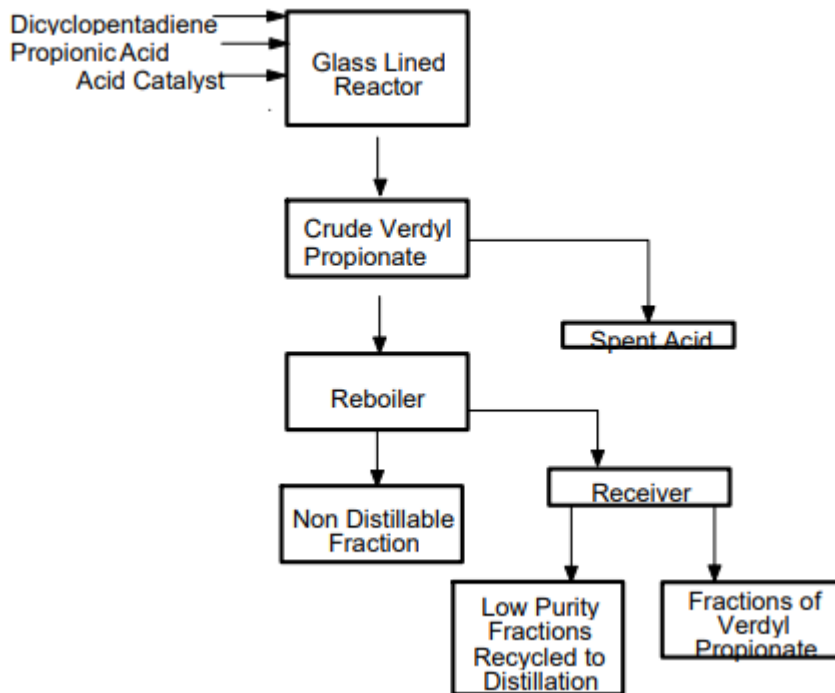 Dicyclopentadiene
Propionic Acid
Acid Catalyst
Glass Lined
Reactor
Crude Verdyl
Propionate
Spent Acid
Reboiler
Receiver
Non Distillable
Fraction
Low Purity
Fractions
Recycled to
Distillation
Fractions of
Verdyl
Propionate